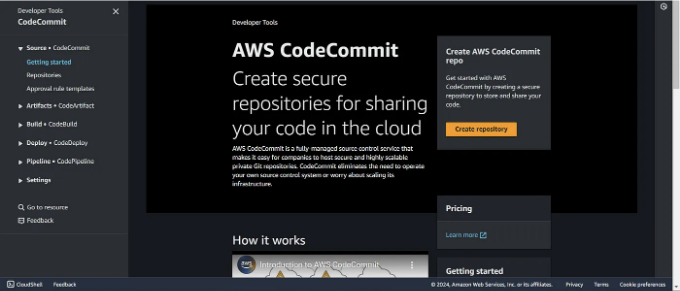 Developer Tools
CodeCommit
Source • CodeCommit
Getting started
Repositories
Approval rule templates
Artifacts • CodeArtifact
Build • CodeBuild
Deploy • CodeDeploy
Pipeline • CodePipeline
Settings
Go to resource
Feedback
Developer Tools
AWS CodeCommit
Create secure
repositories for sharing
your code in the cloud
AWS CodeCommit is a fully-managed source control service that
makes it easy for companies to host secure and highly scalable
private Git repositories. CodeCommit eliminates the need to operate
your own source control system or worry about scaling its
infrastructure.
Create AWS CodeCommit
repo
Get started with AWS
CodeCommit by creating a secure
repository to store and share your
code.
Create repository
Pricing
Learn more
Getting started
How it works
aws
Introduction to AWS CodeCommit
CloudShell
Feedback
© 2024, Amazon Web Services, Inc. or its affiliates.
Privacy
Terms
Cookie preferences